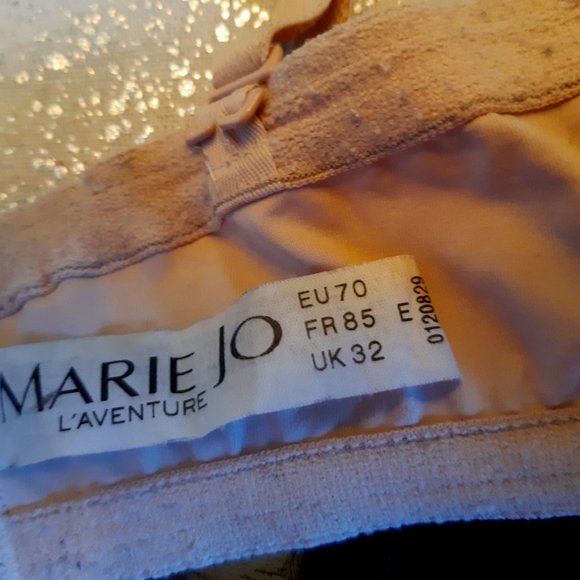 MARIE JO
L'AVENTURE
EU 70
FR 85 E
UK 32
0120829